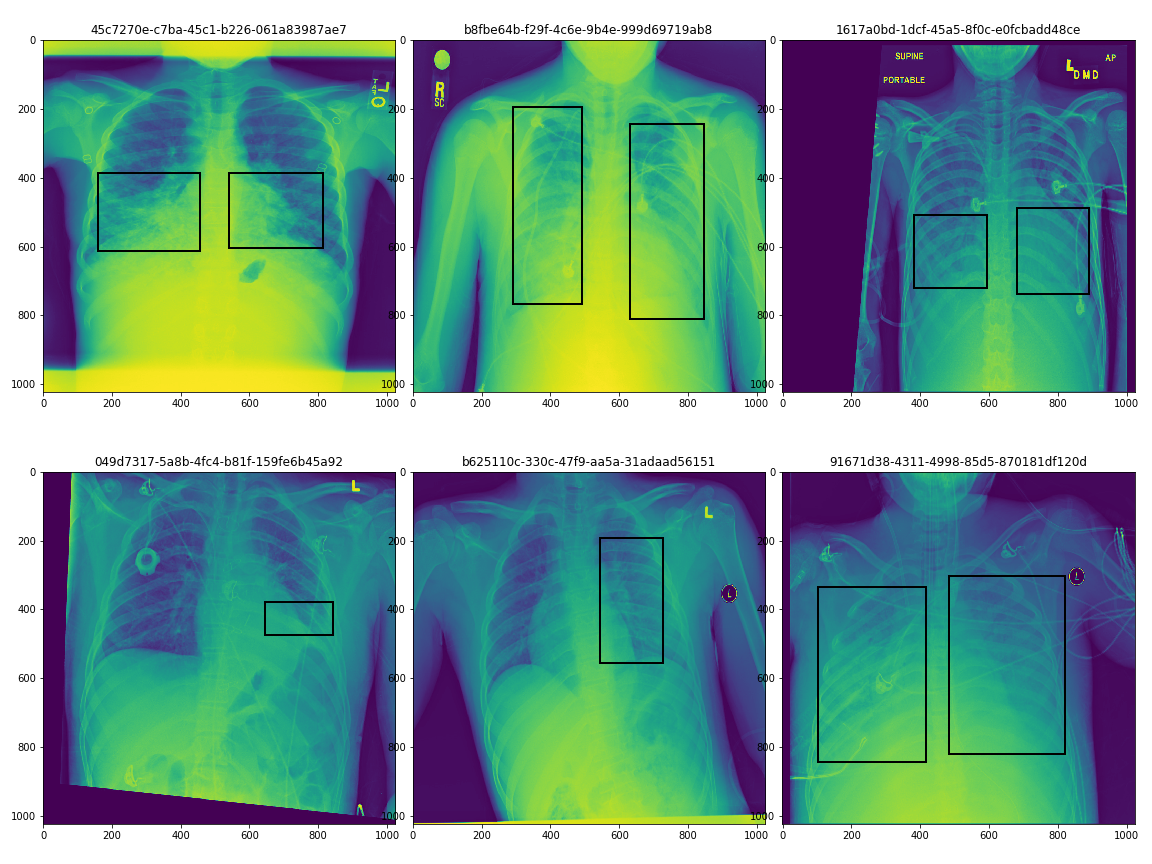 45c7270e-c7ba-45c1-b226-061a83987ae7
b8fbe64b-f29f-4c6e-9b4e-999d69719ab8
1617a0bd-1dcf-45a5-8f0c-e0fcbadd48ce
0
200
400
600
800
1000
0 200 400 600 800 1000
R
SC
0
200
400
600
800
1000
0 200 400 600 800 1000
SUPINE
PORTABLE
L
DMD
AP
0
200
400
600
800
1000
0 200 400 600 800 1000
049d7317-5a8b-4fc4-b81f-159fe6b45a92
b625110c-330c-47f9-aa5a-31adaad56151
91671d38-4311-4998-85d5-870181df120d
L
0
200
400
600
800
1000
0 200 400 600 800 1000
L
L
0
200
400
600
800
1000
0 200 400 600 800 1000
L
0
200
400
600
800
1000
0 200 400 600 800 1000